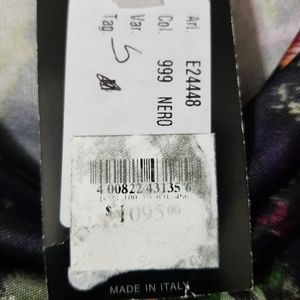 Art. E24448
Col. 999 NERO
Var.
Tag. S
4 00822 43135 6
$1095.00
MADE IN ITALY